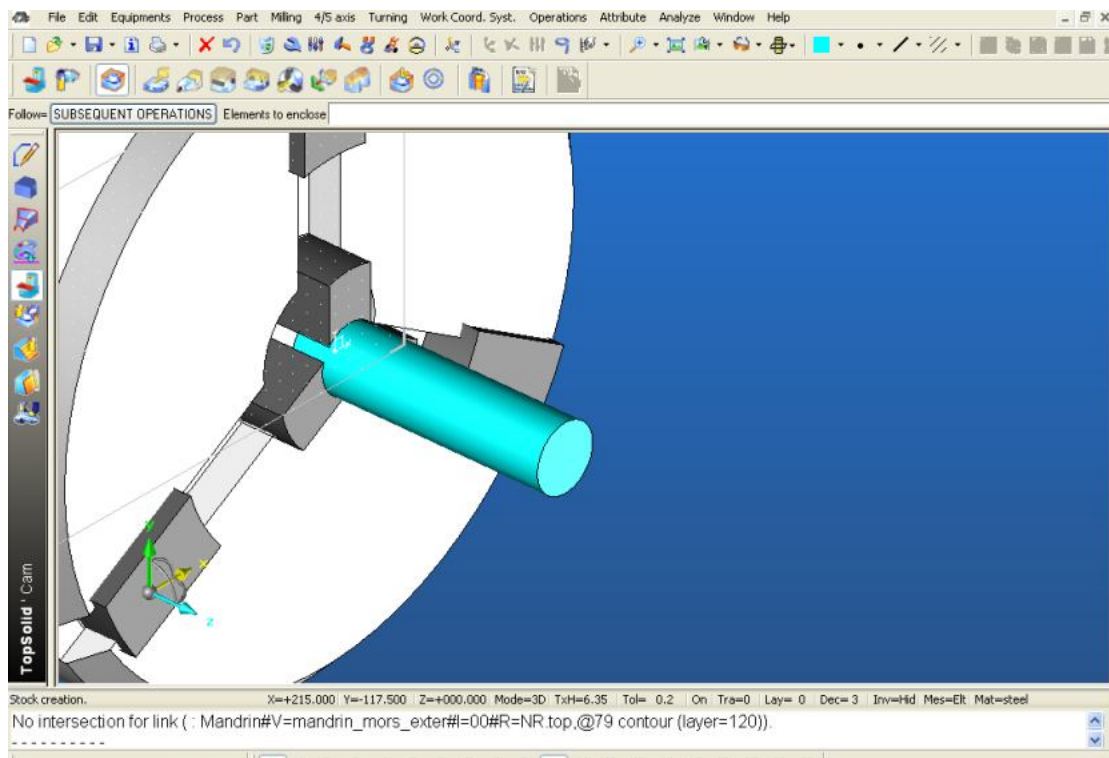 File Edit Equipments Process Part Milling 4/5 axis Turning Work Coord. Syst. Operations Attribute Analyze Window Help
Follow= SUBSEQUENT OPERATIONS Elements to enclose
y
x
z
TopSolid'Cam
Stock creation. X=+215.000 Y=-117.500 Z=+000.000 Mode=3D TxH=6.35 Tol= 0.2 On Tra=0 Lay= 0 Dec= 3 Inv=Hid Mes=Elt Mat=steel
No intersection for link ( : Mandrin#V=mandrin_mors_exter#I=00#R=NR.top,@79 contour (layer=120)).
- - - - - - - - - -